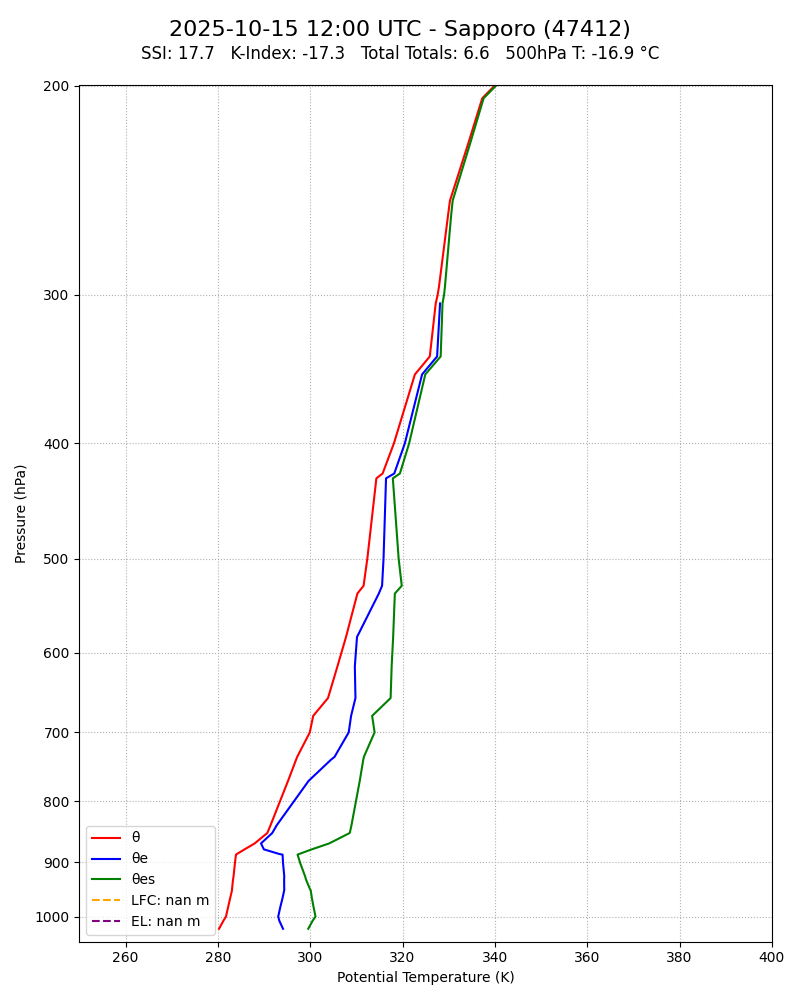 2025-10-15 12:00 UTC - Sapporo (47412)
SSI: 17.7   K-Index: -17.3   Total Totals: 6.6   500hPa T: -16.9 °C
200
300
400
500
600
700
800
900
1000
Pressure (hPa)
θ
θe
θes
LFC: nan m
EL: nan m
260
280
300
320
340
360
380
400
Potential Temperature (K)